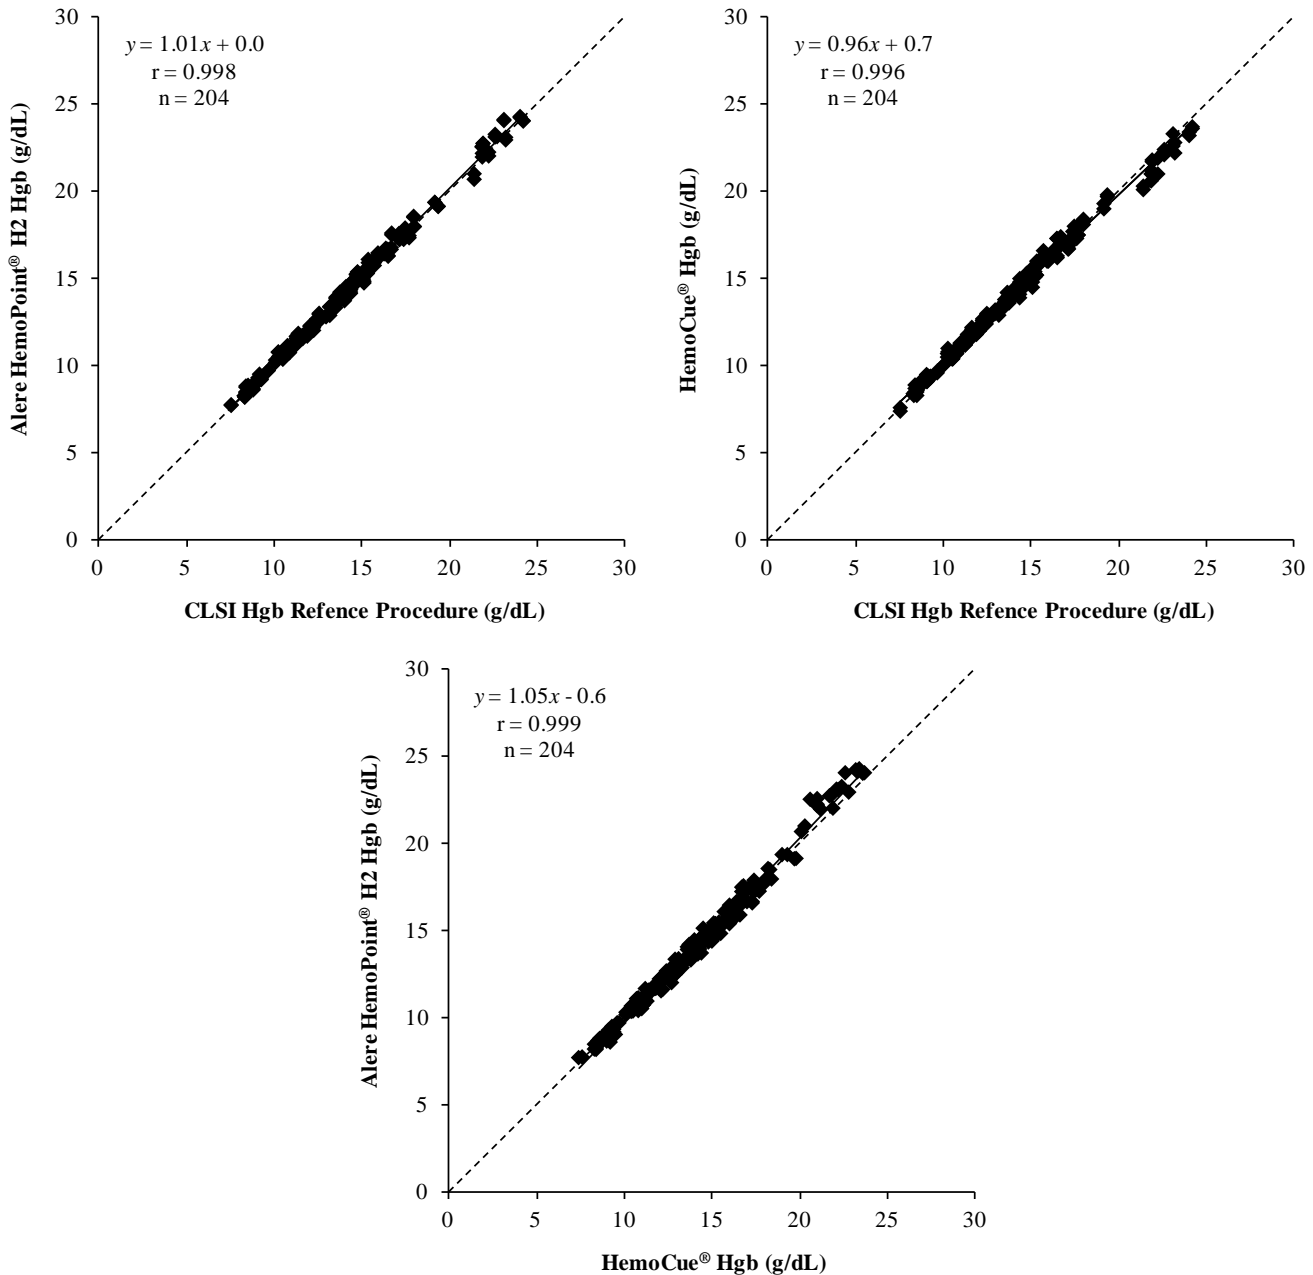 y = 1.01x + 0.0
r = 0.998
n = 204
Alere HemoPoint® H2 Hgb (g/dL)
30
25
20
15
10
5
0
0 5 10 15 20 25 30
CLSI Hgb Refence Procedure (g/dL)
y = 0.96x + 0.7
r = 0.996
n = 204
HemoCue® Hgb (g/dL)
30
25
20
15
10
5
0
0 5 10 15 20 25 30
CLSI Hgb Refence Procedure (g/dL)
y = 1.05x - 0.6
r = 0.999
n = 204
Alere HemoPoint® H2 Hgb (g/dL)
30
25
20
15
10
5
0
0 5 10 15 20 25 30
HemoCue® Hgb (g/dL)